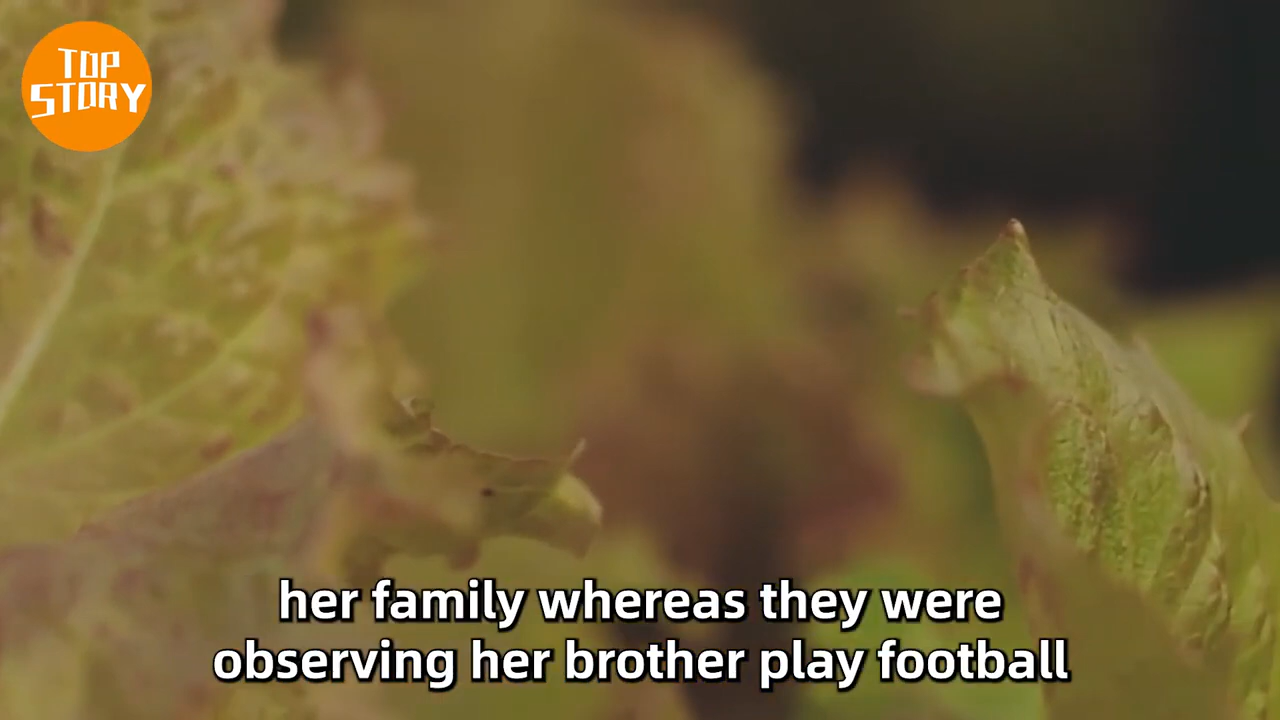 TOP
STORY
her family whereas they were
observing her brother play football